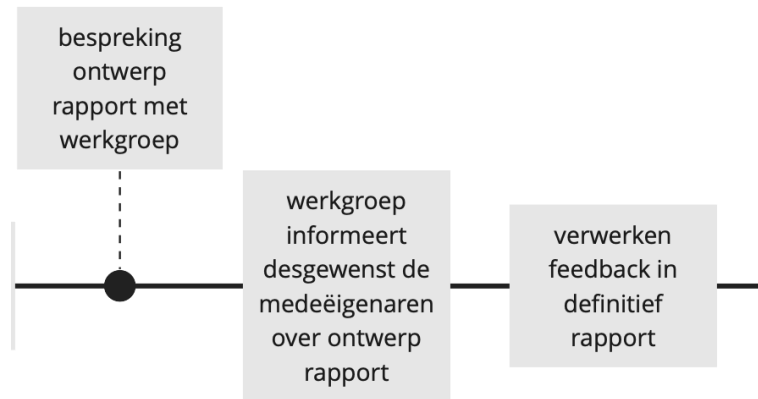 bespreking
ontwerp
rapport met
werkgroep
werkgroep
informeert
desgewenst de
medeëigenaren
over ontwerp
rapport
verwerken
feedback in
definitief
rapport